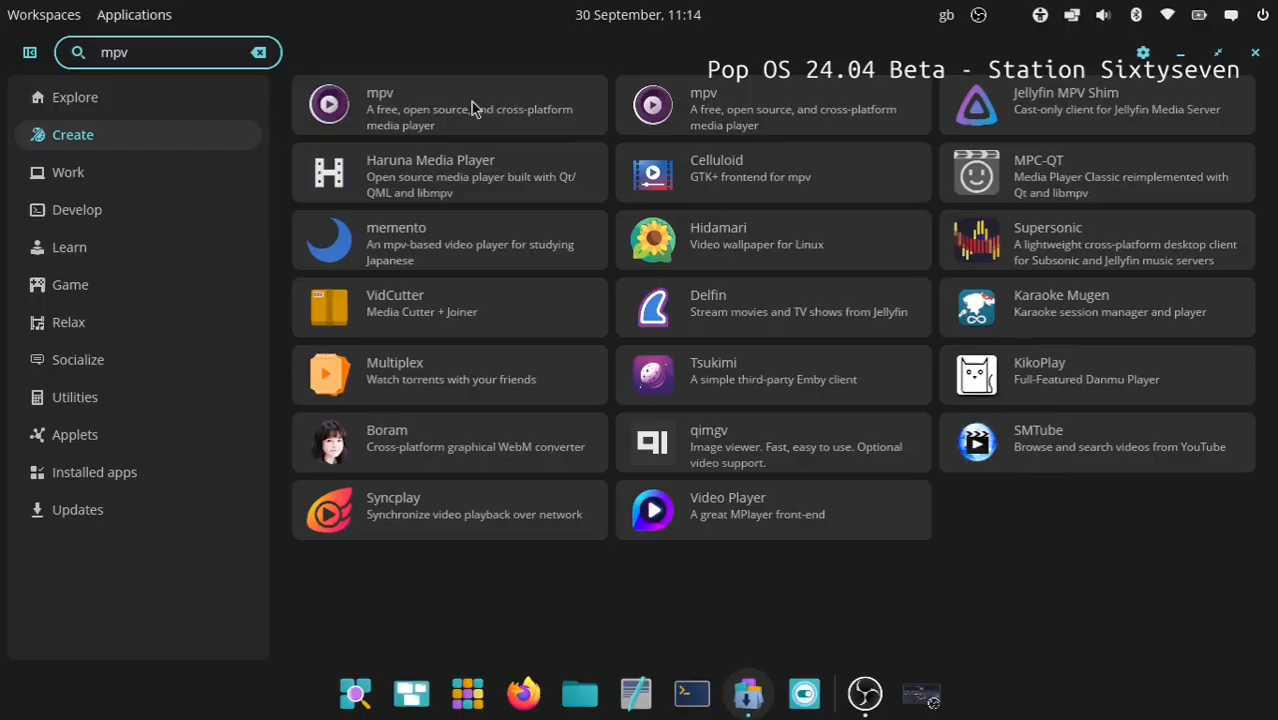 Workspaces Applications 30 September, 11:14 gb
mpv
Pop OS 24.04 Beta - Station Sixtyseven
Explore
Create
Work
Develop
Learn
Game
Relax
Socialize
Utilities
Applets
Installed apps
Updates
mpv
A free, open source, and cross-platform
media player
mpv
A free, open source, and cross-platform
media player
Jellyfin MPV Shim
Cast-only client for Jellyfin Media Server
Haruna Media Player
Open source media player built with Qt/
QML and libmpv
Celluloid
GTK+ frontend for mpv
MPC-QT
Media Player Classic reimplemented with
Qt and libmpv
memento
An mpv-based video player for studying
Japanese
Hidamari
Video wallpaper for Linux
Supersonic
A lightweight cross-platform desktop client
for Subsonic and Jellyfin music servers
VidCutter
Media Cutter + Joiner
Delfin
Stream movies and TV shows from Jellyfin
Karaoke Mugen
Karaoke session manager and player
Multiplex
Watch torrents with your friends
Tsukimi
A simple third-party Emby client
KikoPlay
Full-Featured Danmu Player
Boram
Cross-platform graphical WebM converter
qimgv
Image viewer. Fast, easy to use. Optional
video support.
SMTube
Browse and search videos from YouTube
Syncplay
Synchronize video playback over network
Video Player
A great MPlayer front-end